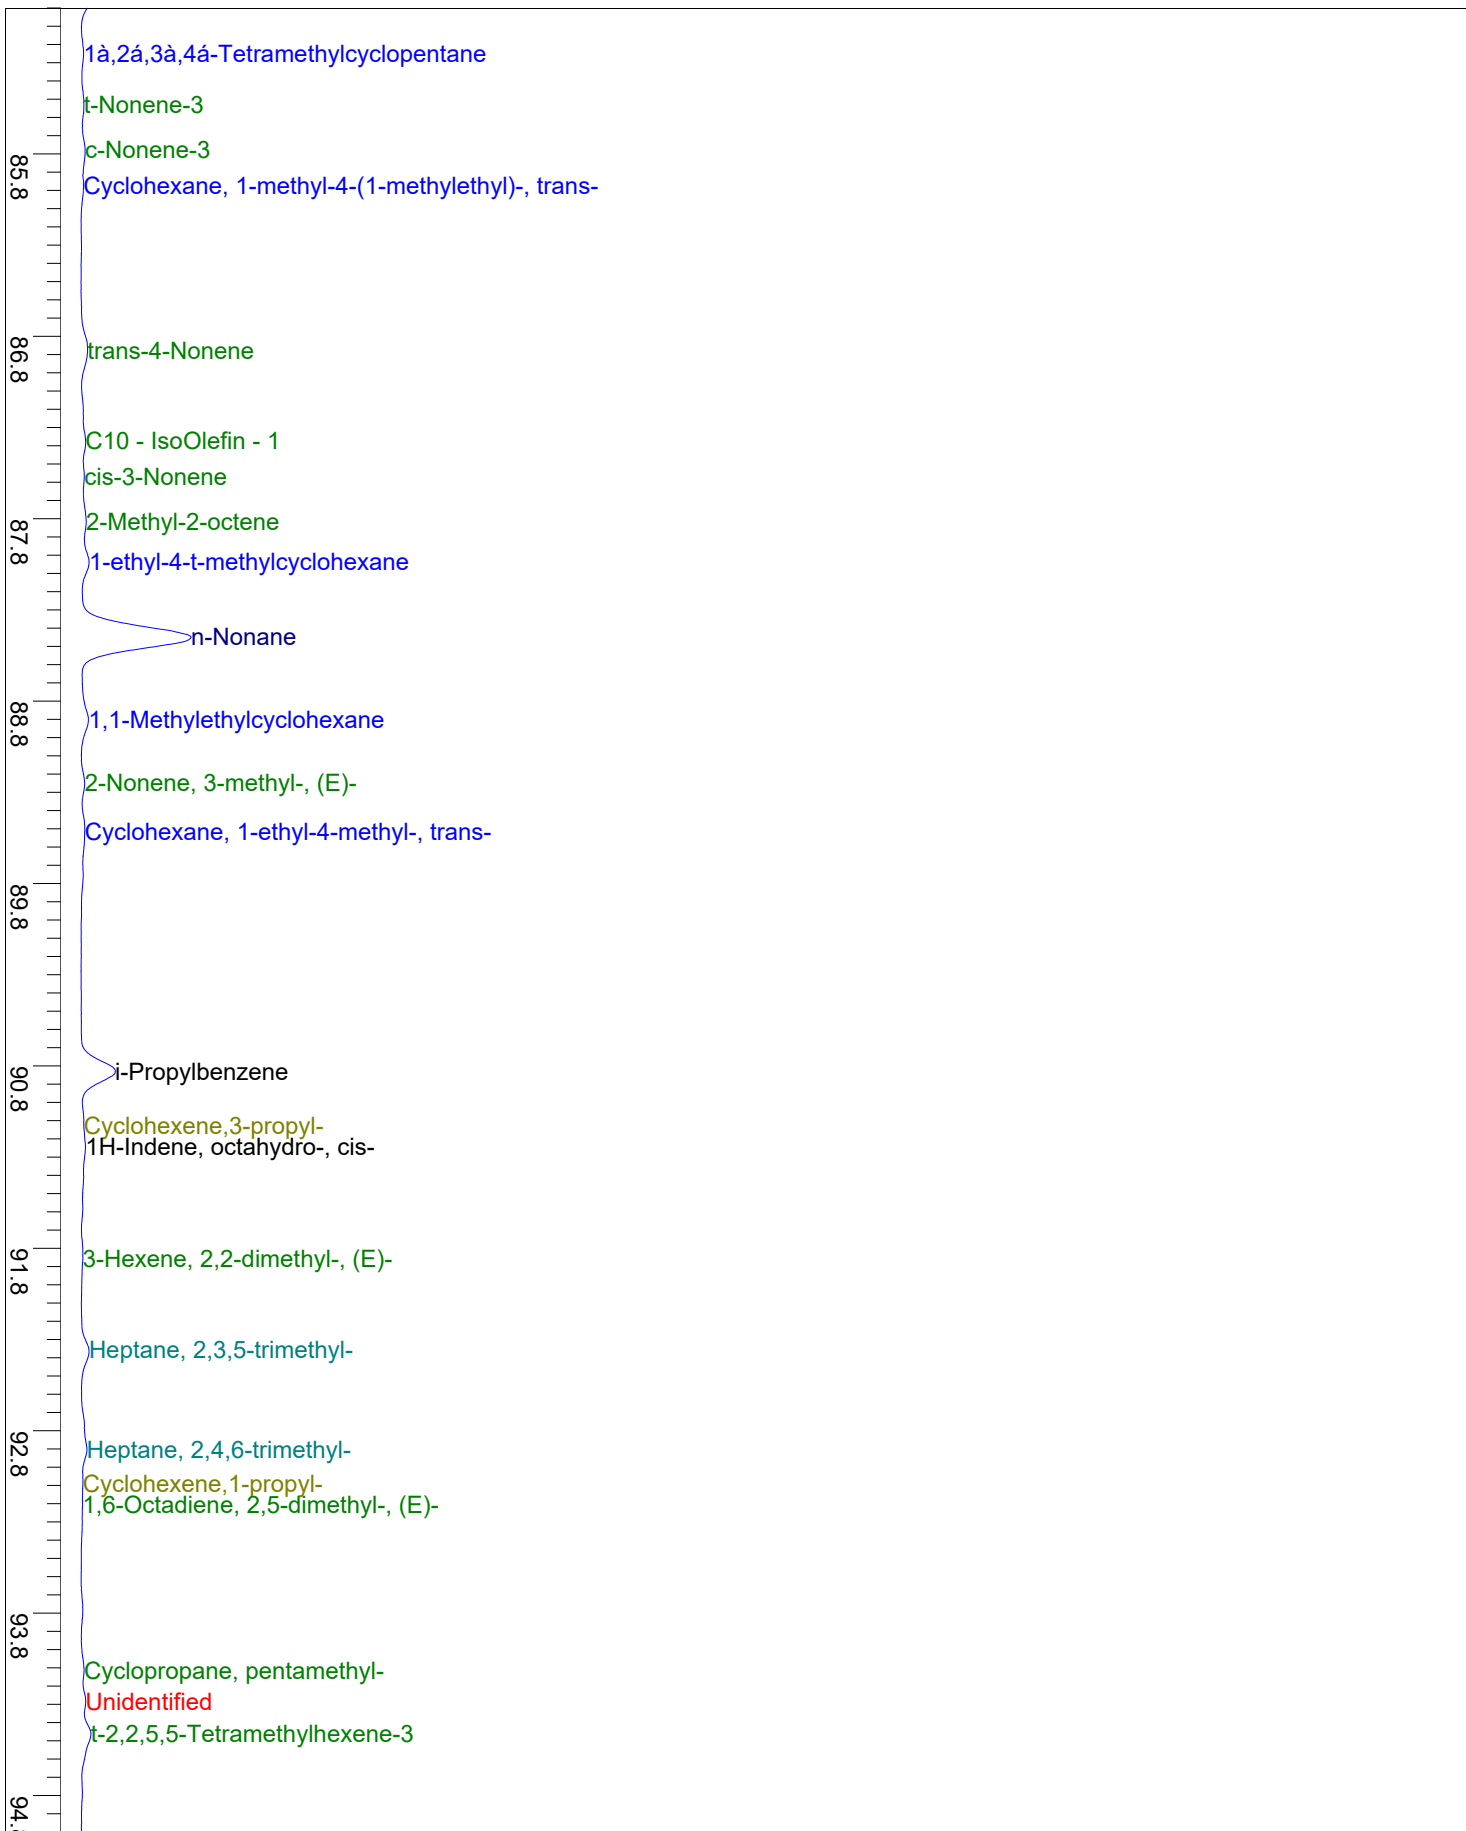 1à,2á,3à,4á-Tetramethylcyclopentane
t-Nonene-3
c-Nonene-3
85.8
Cyclohexane, 1-methyl-4-(1-methylethyl)-, trans-
trans-4-Nonene
86.8
C10 - IsoOlefin - 1
cis-3-Nonene
2-Methyl-2-octene
87.8
1-ethyl-4-t-methylcyclohexane
n-Nonane
1,1-Methylethylcyclohexane
88.8
2-Nonene, 3-methyl-, (E)-
Cyclohexane, 1-ethyl-4-methyl-, trans-
89.8
i-Propylbenzene
90.8
Cyclohexene,3-propyl-
1H-Indene, octahydro-, cis-
3-Hexene, 2,2-dimethyl-, (E)-
91.8
Heptane, 2,3,5-trimethyl-
Heptane, 2,4,6-trimethyl-
92.8
Cyclohexene,1-propyl-
1,6-Octadiene, 2,5-dimethyl-, (E)-
93.8
Cyclopropane, pentamethyl-
Unidentified
t-2,2,5,5-Tetramethylhexene-3